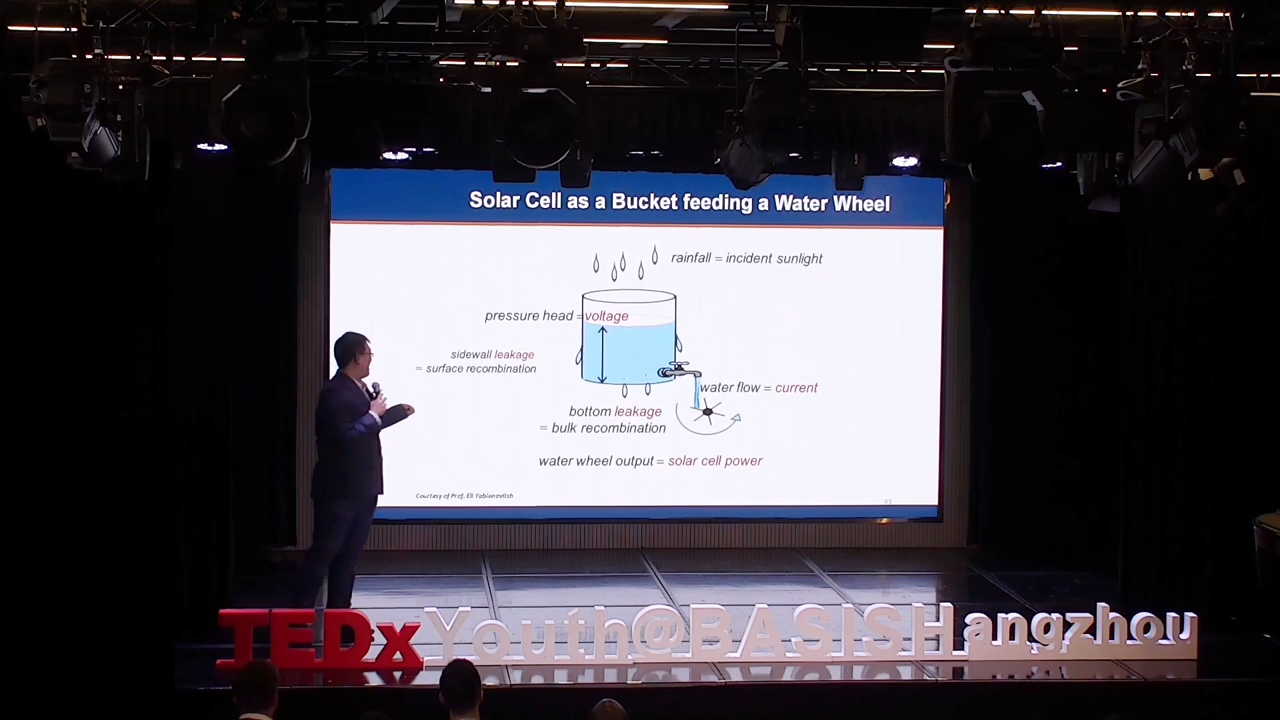 Solar Cell as a Bucket feeding a Water Wheel
rainfall = incident sunlight
pressure head = voltage
sidewall leakage
= surface recombination
water flow = current
bottom leakage
= bulk recombination
water wheel output = solar cell power
Courtesy of Prof. Eli Yablonovitch
TEDxYouth@BASISHangzhou